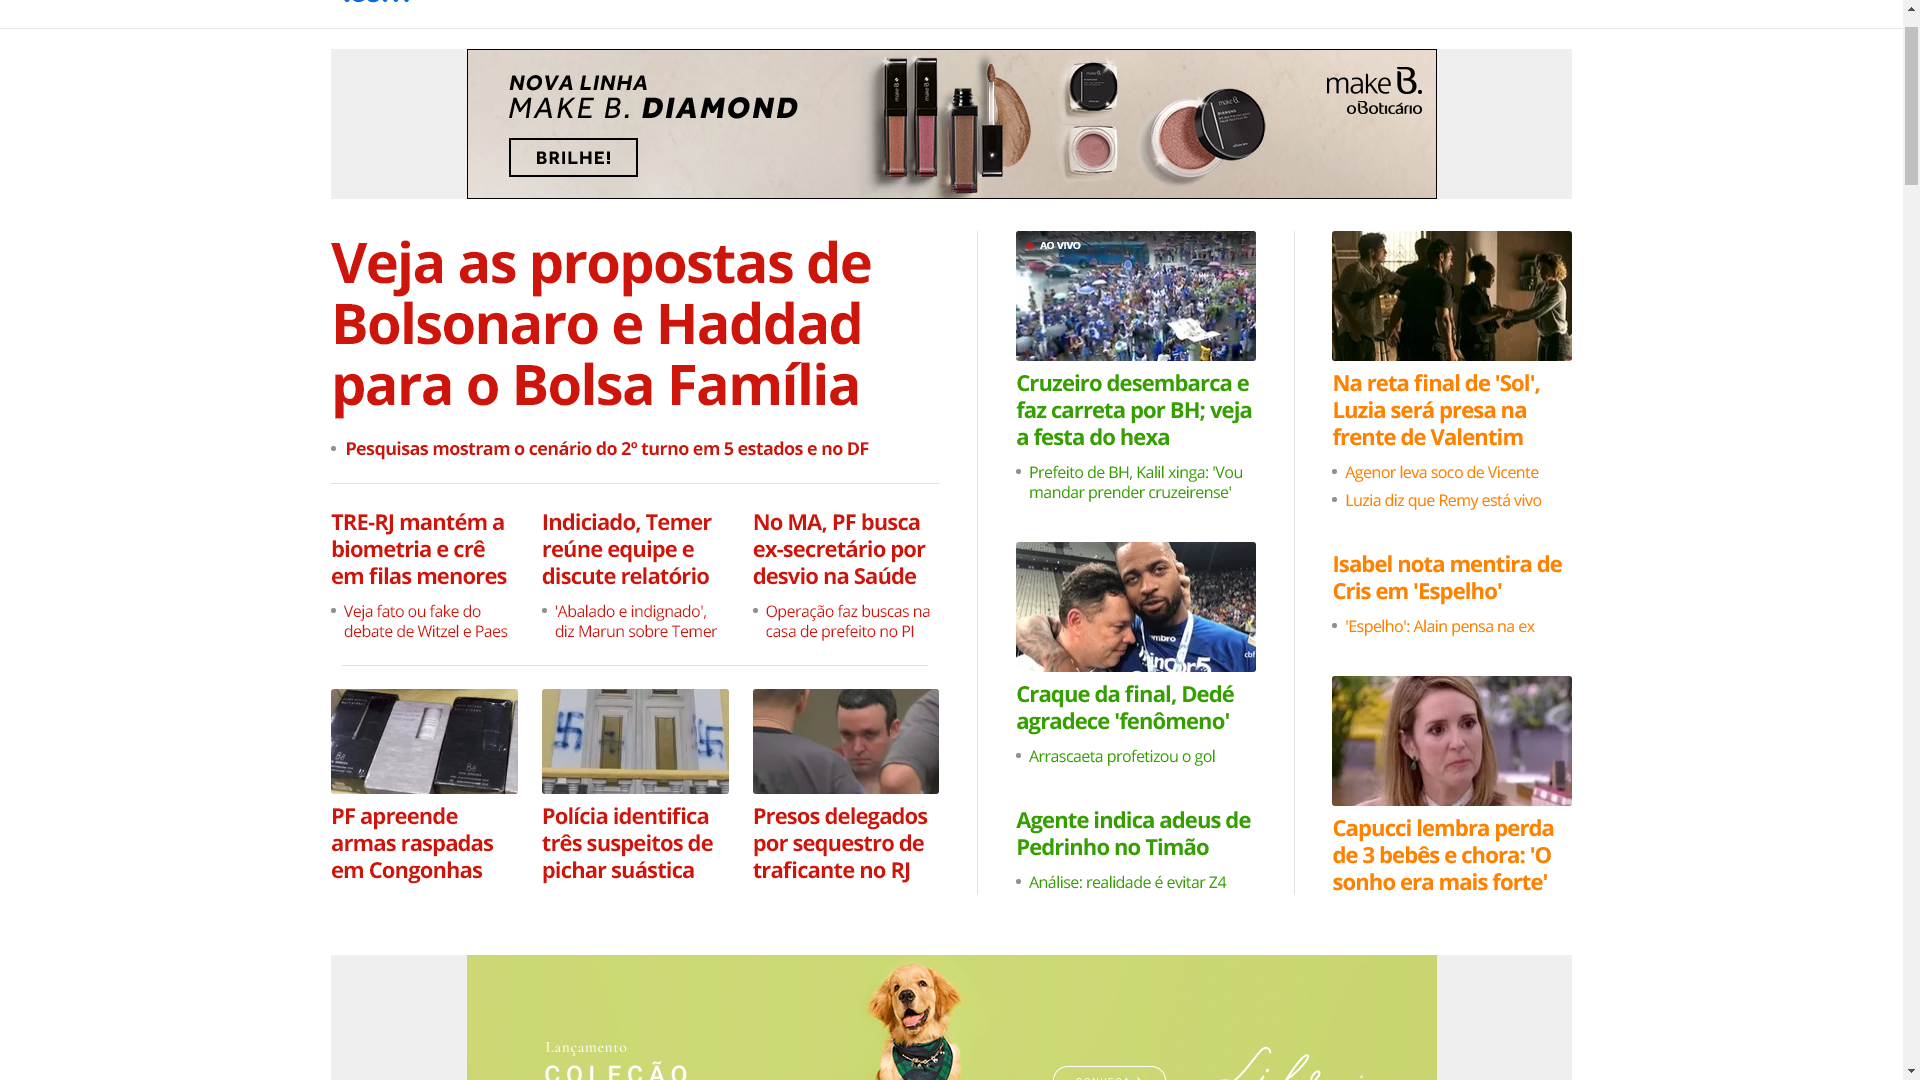 NOVA LINHA
MAKE B. DIAMOND
BRILHE!
make B.
oBoticário
Veja as propostas de
Bolsonaro e Haddad
para o Bolsa Família
Pesquisas mostram o cenário do 2º turno em 5 estados e no DF
TRE-RJ mantém a
biometria e crê
em filas menores
Veja fato ou fake do
debate de Witzel e Paes
Indiciado, Temer
reúne equipe e
discute relatório
'Abalado e indignado',
diz Marun sobre Temer
No MA, PF busca
ex-secretário por
desvio na Saúde
Operação faz buscas na
casa de prefeito no PI
PF apreende
armas raspadas
em Congonhas
Polícia identifica
três suspeitos de
pichar suástica
Presos delegados
por sequestro de
traficante no RJ
AO VIVO
Cruzeiro desembarca e
faz carreta por BH; veja
a festa do hexa
Prefeito de BH, Kalil xinga: 'Vou
mandar prender cruzeirense'
Craque da final, Dedé
agradece 'fenômeno'
Arrascaeta profetizou o gol
Agente indica adeus de
Pedrinho no Timão
Análise: realidade é evitar Z4
Na reta final de 'Sol',
Luzia será presa na
frente de Valentim
Agenor leva soco de Vicente
Luzia diz que Remy está vivo
Isabel nota mentira de
Cris em 'Espelho'
'Espelho': Alain pensa na ex
Capucci lembra perda
de 3 bebês e chora: 'O
sonho era mais forte'
Lançamento
COLEÇÃO